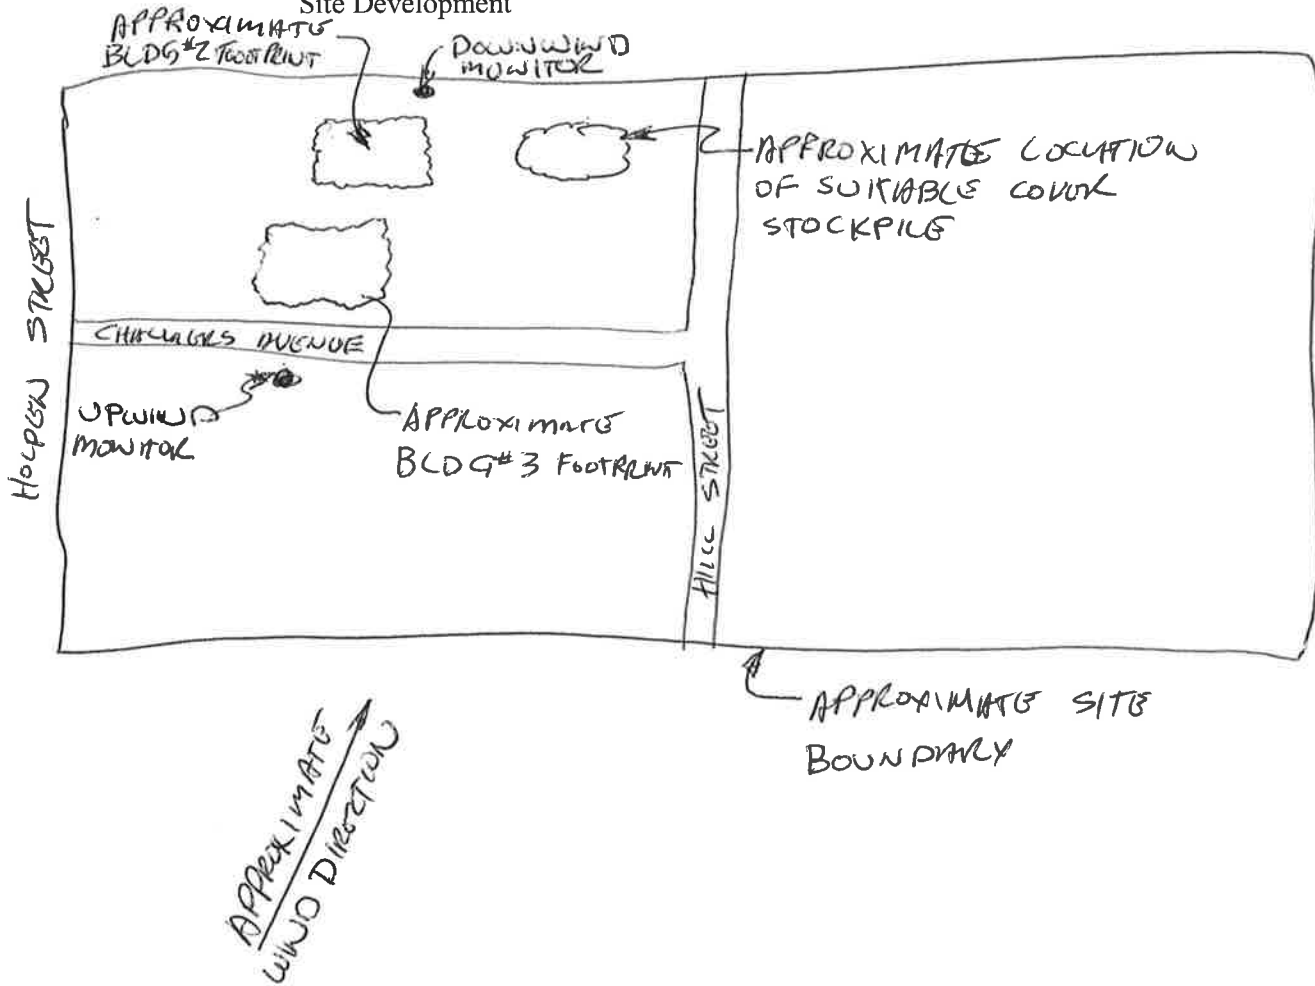 Site Development
APPROXIMATE
BLDG #2 FOOTPRINT
DOWNWIND
MONITOR
APPROXIMATE LOCATION
OF SUITABLE COVER
STOCKPILE
HOLDEN STREET
CHALMERS AVENUE
UPWIND
MONITOR
APPROXIMATE
BLDG #3 FOOTPRINT
HILL STREET
APPROXIMATE SITE
BOUNDARY
APPROXIMATE
WIND DIRECTION